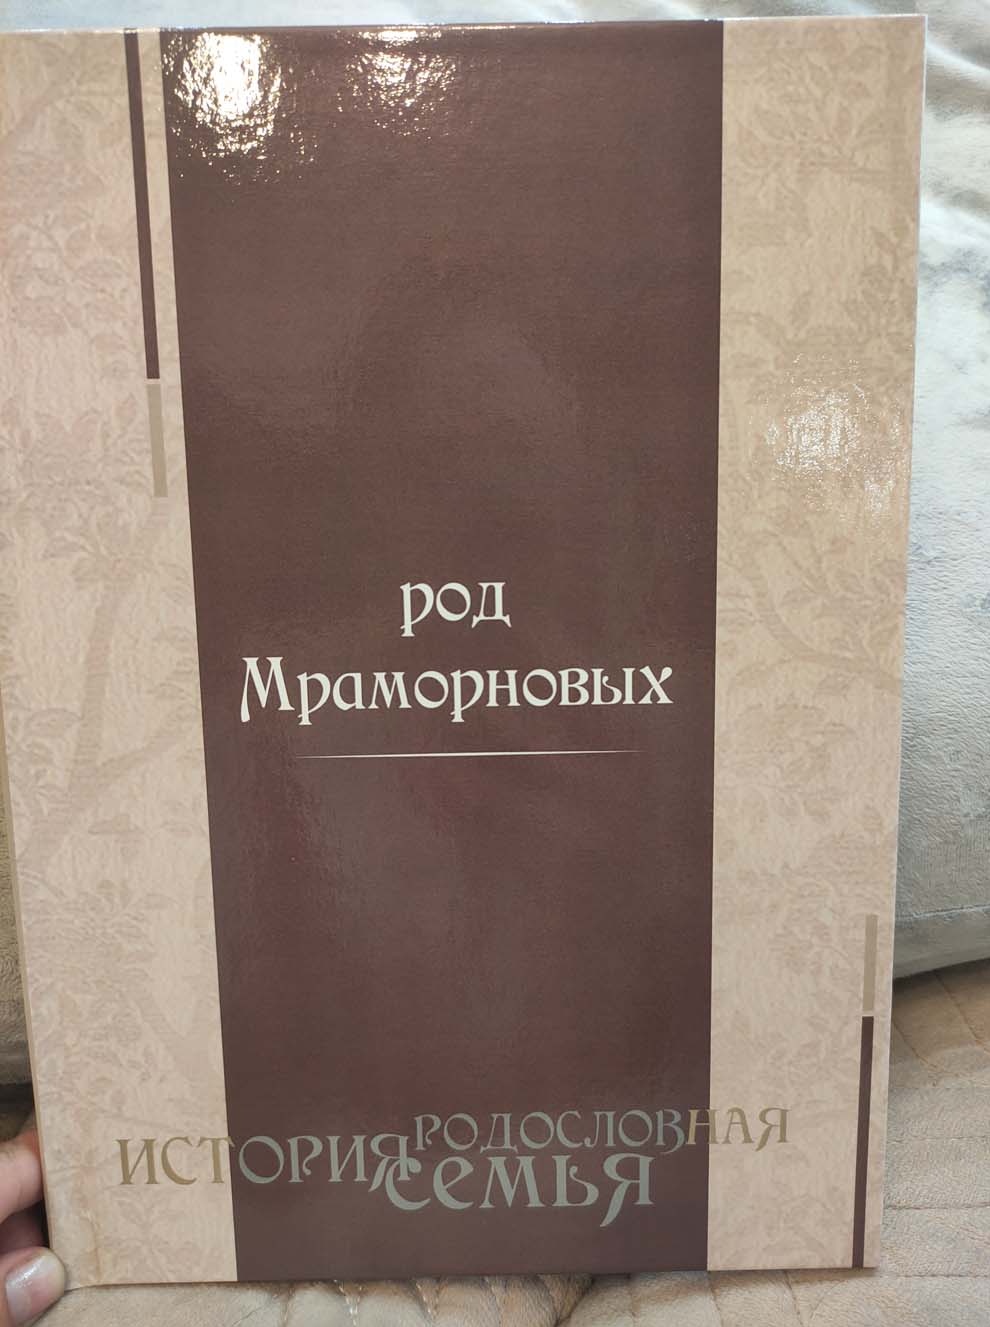 род
Мраморновых
РОДОСЛОВНАЯ
ИСТОРИЯ
семья